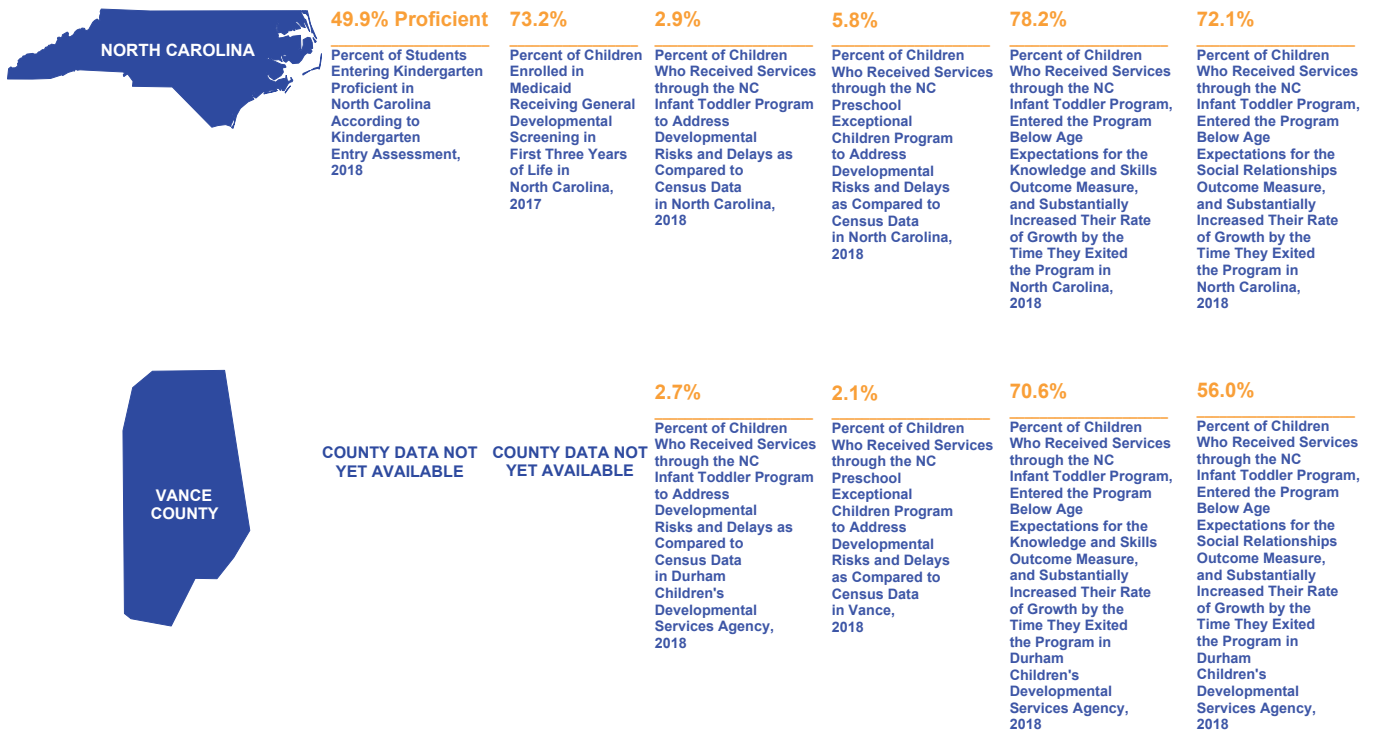 NORTH CAROLINA
49.9% Proficient
Percent of Students
Entering Kindergarten
Proficient in
North Carolina
According to
Kindergarten
Entry Assessment,
2018
73.2%
Percent of Children
Enrolled in
Medicaid
Receiving General
Developmental
Screening in
First Three Years
of Life in
North Carolina,
2017
2.9%
Percent of Children
Who Received Services
through the NC
Infant Toddler Program
to Address
Developmental
Risks and Delays as
Compared to
Census Data
in North Carolina,
2018
5.8%
Percent of Children
Who Received Services
through the NC
Preschool
Exceptional
Children Program
to Address
Developmental
Risks and Delays
as Compared to
Census Data
in North Carolina,
2018
78.2%
Percent of Children
Who Received Services
through the NC
Infant Toddler Program,
Entered the Program
Below Age
Expectations for the
Knowledge and Skills
Outcome Measure,
and Substantially
Increased Their Rate
of Growth by the
Time They Exited
the Program in
North Carolina,
2018
72.1%
Percent of Children
Who Received Services
through the NC
Infant Toddler Program,
Entered the Program
Below Age
Expectations for the
Social Relationships
Outcome Measure,
and Substantially
Increased Their Rate
of Growth by the
Time They Exited
the Program in
North Carolina,
2018
VANCE
COUNTY
COUNTY DATA NOT
YET AVAILABLE
COUNTY DATA NOT
YET AVAILABLE
2.7%
Percent of Children
Who Received Services
through the NC
Infant Toddler Program
to Address
Developmental
Risks and Delays as
Compared to
Census Data
in Durham
Children's
Developmental
Services Agency,
2018
2.1%
Percent of Children
Who Received Services
through the NC
Preschool
Exceptional
Children Program
to Address
Developmental
Risks and Delays
as Compared to
Census Data
in Vance,
2018
70.6%
Percent of Children
Who Received Services
through the NC
Infant Toddler Program,
Entered the Program
Below Age
Expectations for the
Knowledge and Skills
Outcome Measure,
and Substantially
Increased Their Rate
of Growth by the
Time They Exited
the Program in
Durham
Children's
Developmental
Services Agency,
2018
56.0%
Percent of Children
Who Received Services
through the NC
Infant Toddler Program,
Entered the Program
Below Age
Expectations for the
Social Relationships
Outcome Measure,
and Substantially
Increased Their Rate
of Growth by the
Time They Exited
the Program in
Durham
Children's
Developmental
Services Agency,
2018